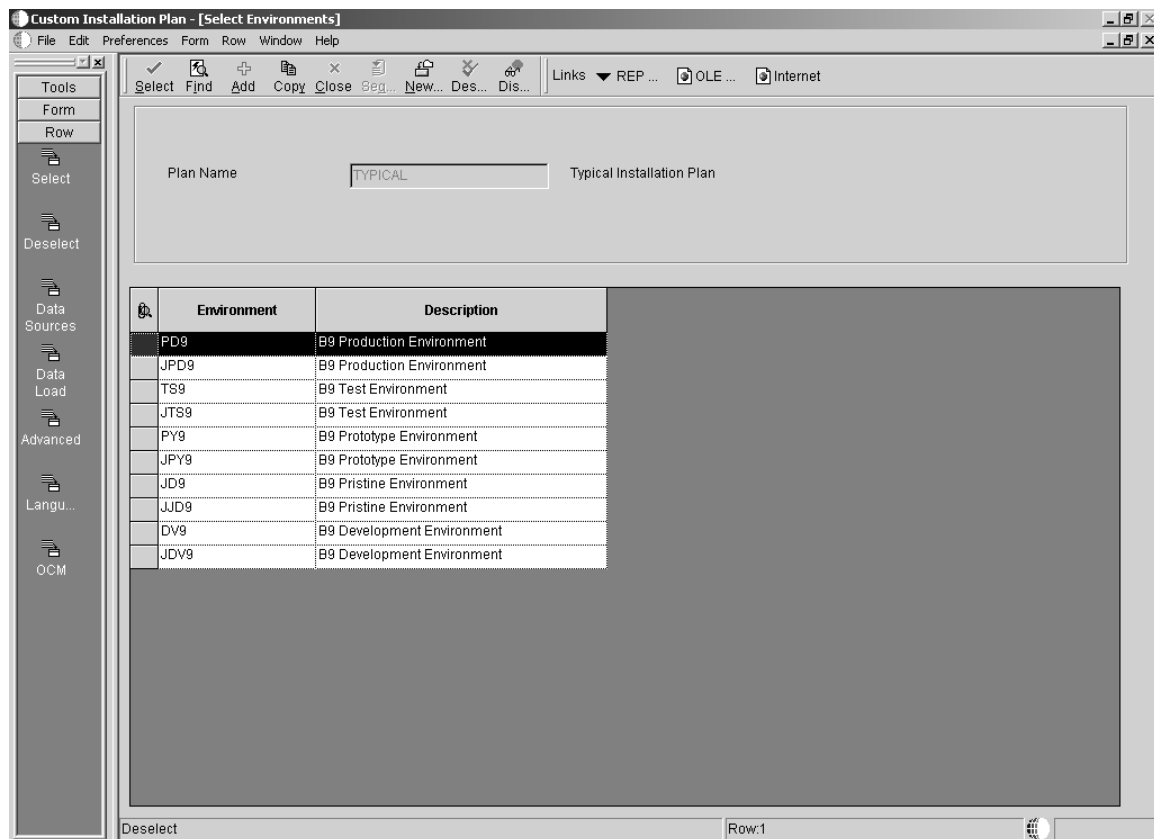 Custom Installation Plan - [Select Environments]
File Edit Preferences Form Row Window Help
Select Find Add Copy Close Seq... New... Des... Dis... Links REP ... OLE ... Internet
Tools
Form
Row
Select
Deselect
Data Sources
Data Load
Advanced
Langu...
OCM
Plan Name TYPICAL Typical Installation Plan
Environment Description
PD9 B9 Production Environment
JPD9 B9 Production Environment
TS9 B9 Test Environment
JTS9 B9 Test Environment
PY9 B9 Prototype Environment
JPY9 B9 Prototype Environment
JD9 B9 Pristine Environment
JJD9 B9 Pristine Environment
DV9 B9 Development Environment
JDV9 B9 Development Environment
Deselect Row:1